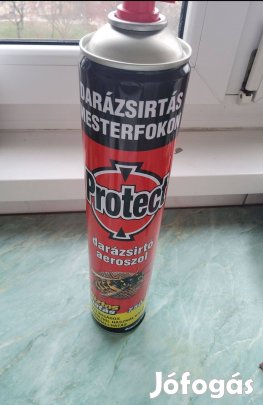 DARÁZSIRTÁS
MESTERFOKON
Protect
darázsirtó
aeroszol
Jófogás